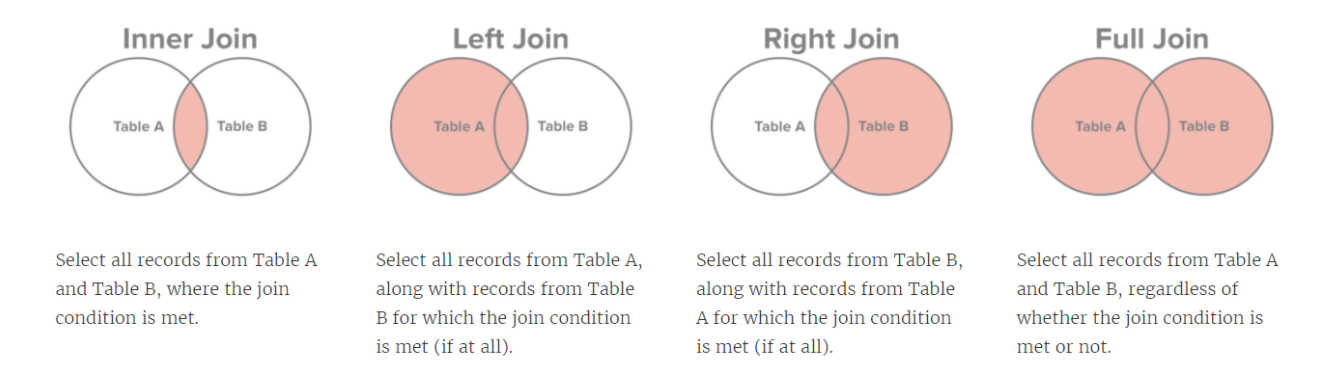 Inner Join
Table A
Table B
Select all records from Table A
and Table B, where the join
condition is met.
Left Join
Table A
Table B
Select all records from Table A,
along with records from Table
B for which the join condition
is met (if at all).
Right Join
Table A
Table B
Select all records from Table B,
along with records from Table
A for which the join condition
is met (if at all).
Full Join
Table A
Table B
Select all records from Table A
and Table B, regardless of
whether the join condition is
met or not.